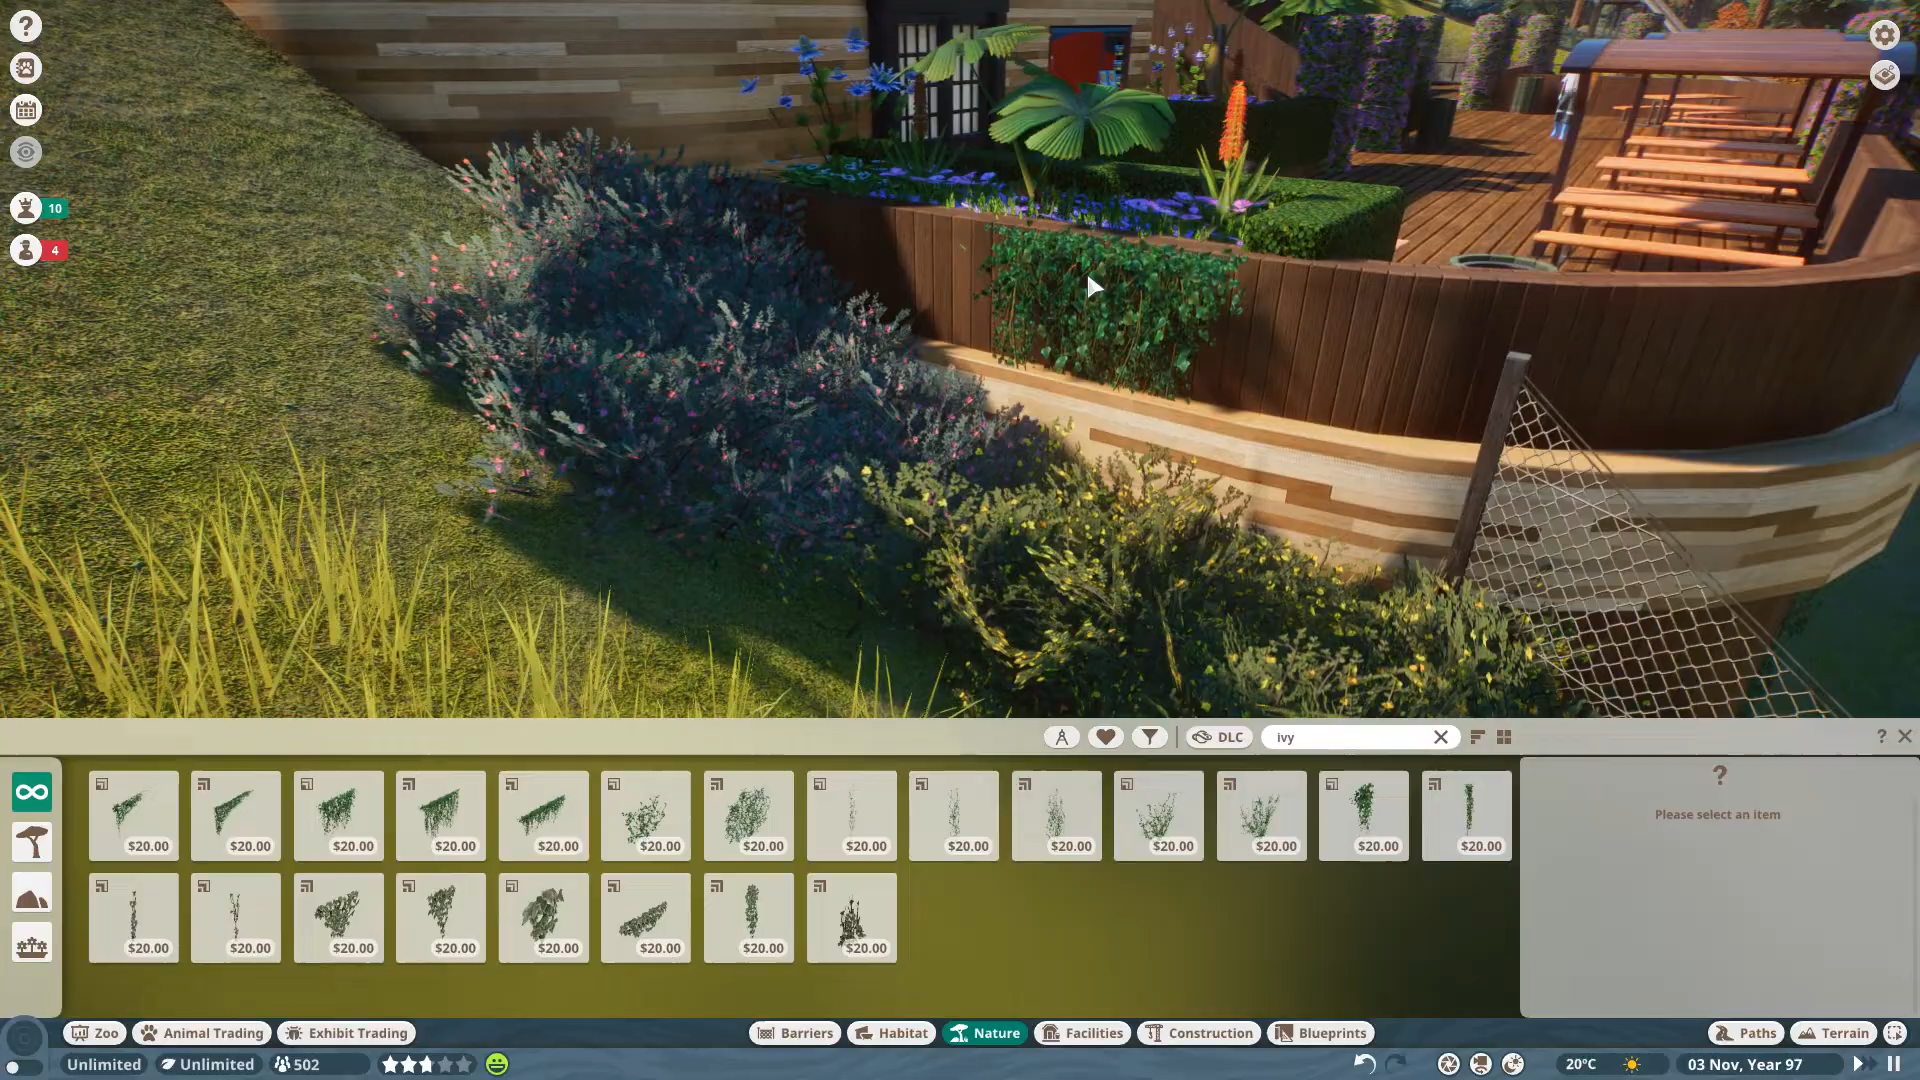 ?
10
4
DLC
ivy
?
$20.00 $20.00 $20.00 $20.00 $20.00 $20.00 $20.00 $20.00 $20.00 $20.00 $20.00 $20.00 $20.00 $20.00
$20.00 $20.00 $20.00 $20.00 $20.00 $20.00 $20.00 $20.00
?
Please select an item
Zoo Animal Trading Exhibit Trading Barriers Habitat Nature Facilities Construction Blueprints Paths Terrain
Unlimited Unlimited 502 20°C 03 Nov, Year 97